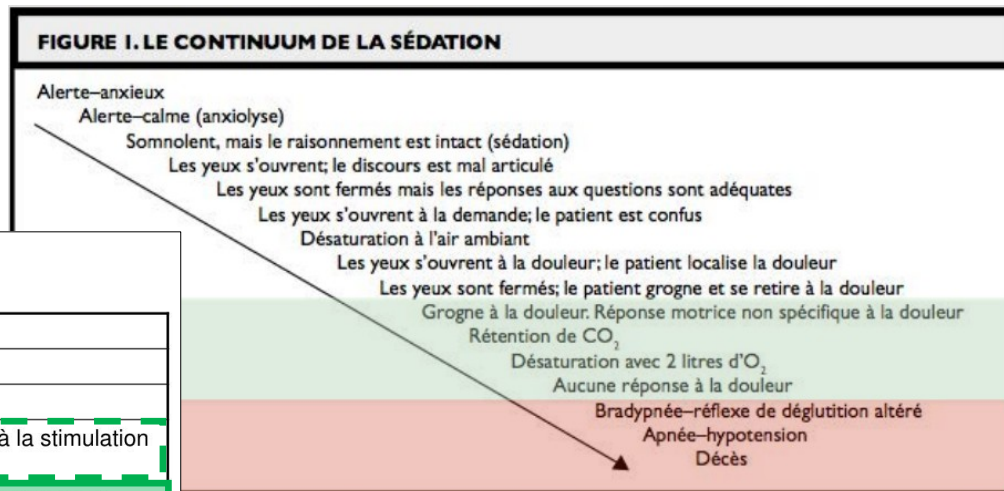 FIGURE 1. LE CONTINUUM DE LA SÉDATION
Alerte–anxieux
Alerte–calme (anxiolyse)
Somnolent, mais le raisonnement est intact (sédation)
Les yeux s'ouvrent; le discours est mal articulé
Les yeux sont fermés mais les réponses aux questions sont adéquates
Les yeux s'ouvrent à la demande; le patient est confus
Désaturation à l'air ambiant
Les yeux s'ouvrent à la douleur; le patient localise la douleur
Les yeux sont fermés; le patient grogne et se retire à la douleur
Grogne à la douleur. Réponse motrice non spécifique à la douleur
Rétention de CO₂
Désaturation avec 2 litres d'O₂
Aucune réponse à la douleur
Bradypnée–réflexe de déglutition altéré
Apnée–hypotension
Décès
à la stimulation